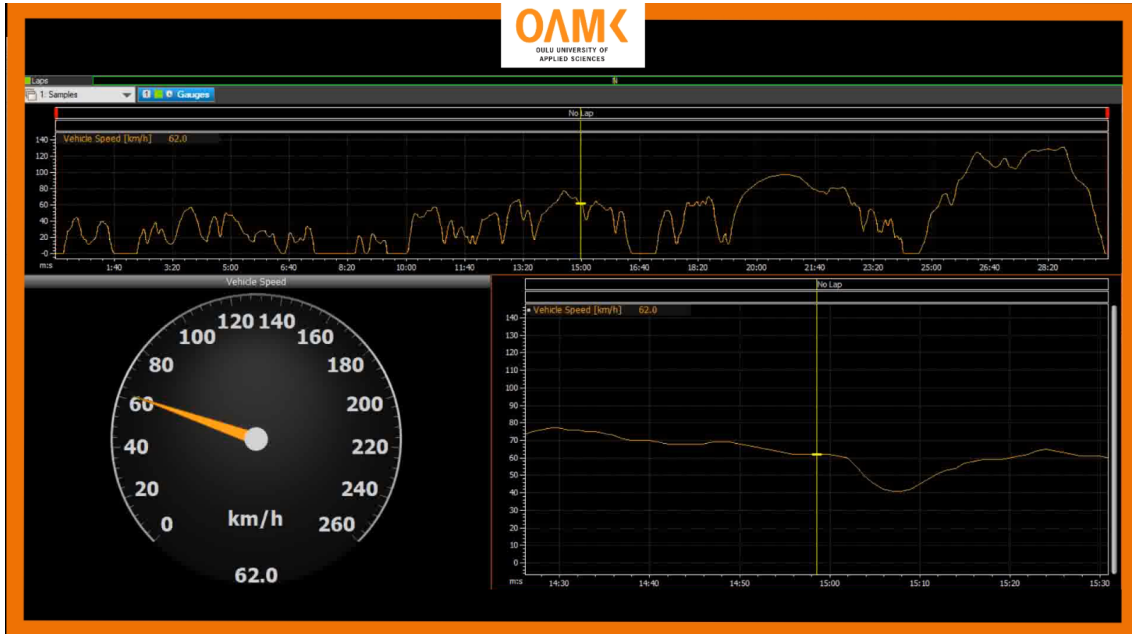 OAMK
OULU UNIVERSITY OF
APPLIED SCIENCES
Laps
1: Samples
Gauges
No Lap
Vehicle Speed [km/h] 62.0
140
120
100
80
60
40
20
0
m:s 1:40 3:20 5:00 6:40 8:20 10:00 11:40 13:20 15:00 16:40 18:20 20:00 21:40 23:20 25:00 26:40 28:20
Vehicle Speed
0 20 40 60 80 100 120 140 160 180 200 220 240 260
km/h
62.0
No Lap
Vehicle Speed [km/h] 62.0
140
130
120
110
100
90
80
70
60
50
40
30
20
10
0
m:s 14:30 14:40 14:50 15:00 15:10 15:20 15:30